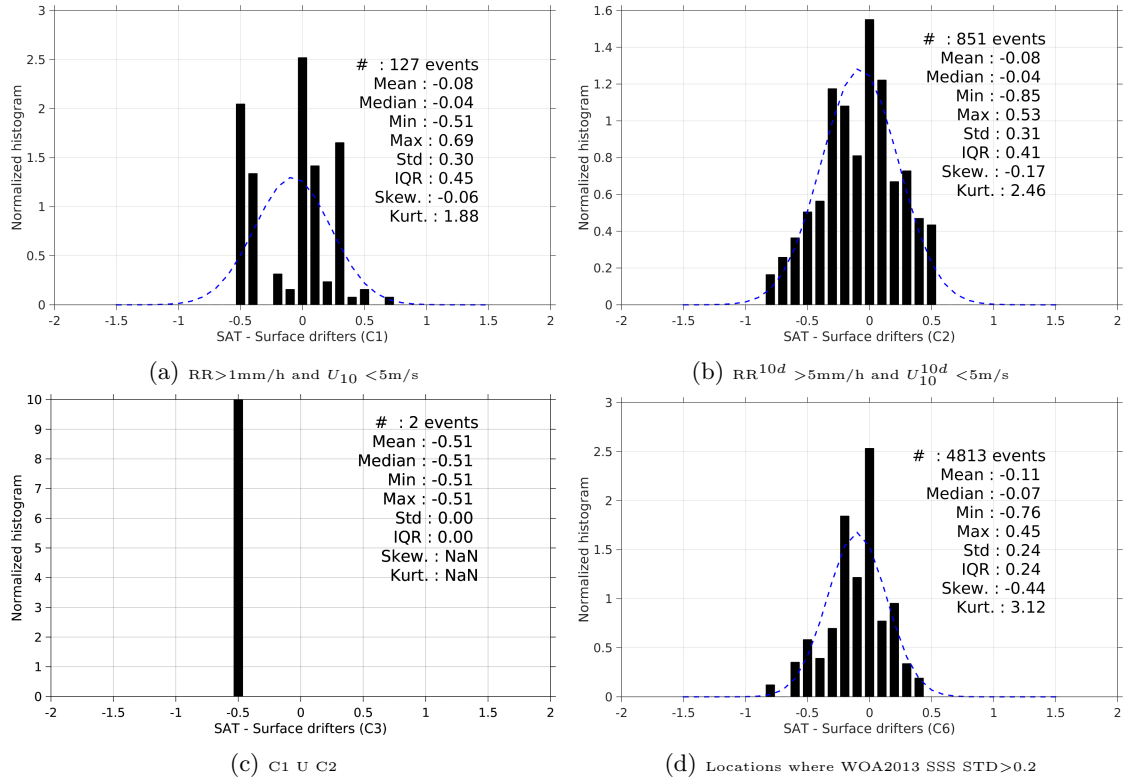 3
2.5
2
1.5
1
0.5
0
Normalized histogram
# : 127 events
Mean : -0.08
Median : -0.04
Min : -0.51
Max : 0.69
Std : 0.30
IQR : 0.45
Skew. : -0.06
Kurt. : 1.88
-2 -1.5 -1 -0.5 0 0.5 1 1.5 2
SAT - Surface drifters (C1)
(a) RR>1mm/h and U10 <5m/s
1.6
1.4
1.2
1
0.8
0.6
0.4
0.2
0
Normalized histogram
# : 851 events
Mean : -0.08
Median : -0.04
Min : -0.85
Max : 0.53
Std : 0.31
IQR : 0.41
Skew. : -0.17
Kurt. : 2.46
-2 -1.5 -1 -0.5 0 0.5 1 1.5 2
SAT - Surface drifters (C2)
(b) RR10d >5mm/h and U10 10d <5m/s
10
9
8
7
6
5
4
3
2
1
0
Normalized histogram
# : 2 events
Mean : -0.51
Median : -0.51
Min : -0.51
Max : -0.51
Std : 0.00
IQR : 0.00
Skew. : NaN
Kurt. : NaN
-2 -1.5 -1 -0.5 0 0.5 1 1.5 2
SAT - Surface drifters (C3)
(c) C1 U C2
3
2.5
2
1.5
1
0.5
0
Normalized histogram
# : 4813 events
Mean : -0.11
Median : -0.07
Min : -0.76
Max : 0.45
Std : 0.24
IQR : 0.24
Skew. : -0.44
Kurt. : 3.12
-2 -1.5 -1 -0.5 0 0.5 1 1.5 2
SAT - Surface drifters (C6)
(d) Locations where WOA2013 SSS STD>0.2